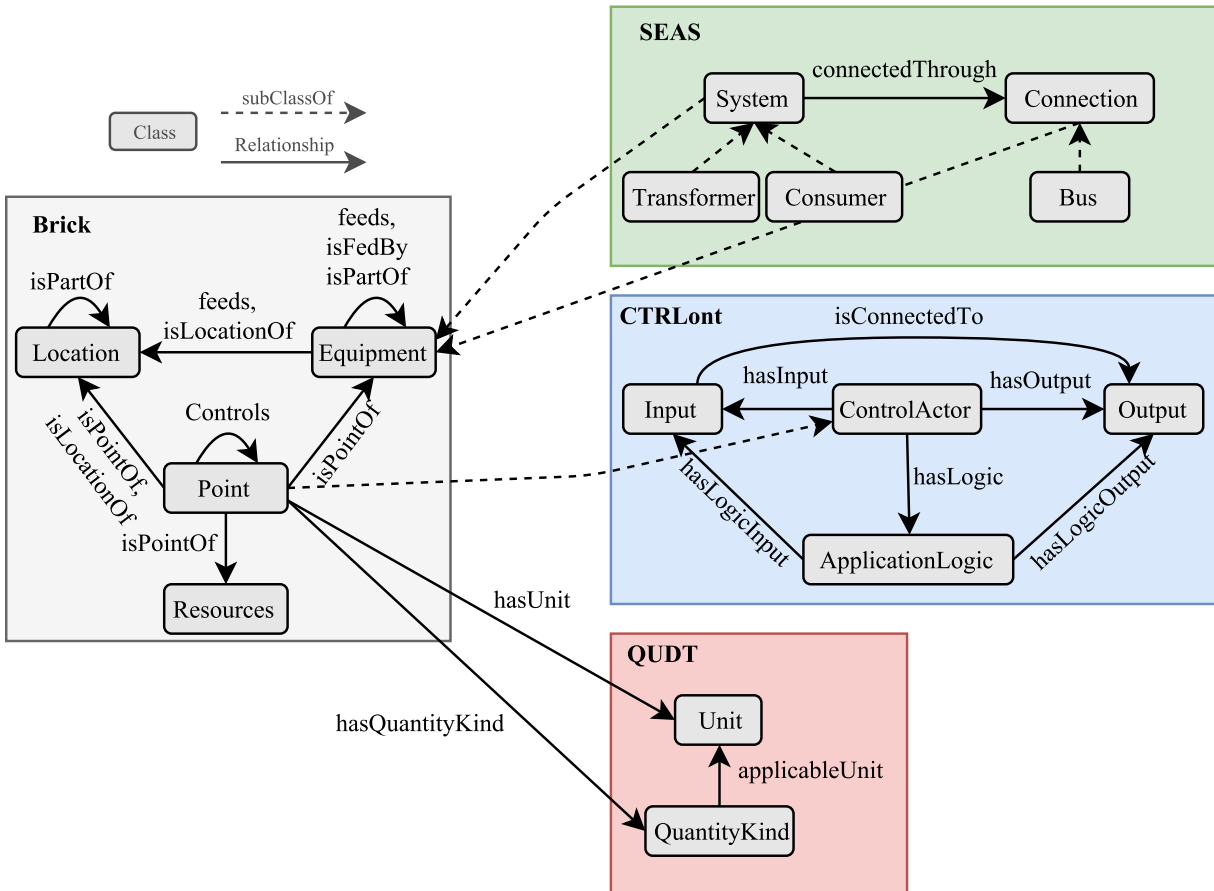 SEAS
connectedThrough
System
Connection
subClassOf
Class
Relationship
Transformer
Consumer
Bus
Brick
feeds,
isFedBy
isPartOf
isPartOf
feeds,
isLocationOf
Location
Equipment
Controls
isPointOf,
isLocationOf
isPointOf
Point
isPointOf
Resources
CTRLont
isConnectedTo
hasInput
hasOutput
Input
ControlActor
Output
hasLogic
hasLogicInput
hasLogicOutput
ApplicationLogic
hasUnit
hasQuantityKind
QUDT
Unit
applicableUnit
QuantityKind